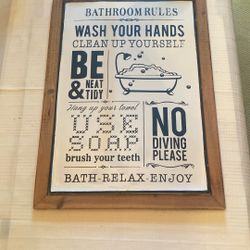 BATHROOM RULES
WASH YOUR HANDS
CLEAN UP YOURSELF
BE
& NEAT
TIDY
Hang up your towel
USE
SOAP
brush your teeth
NO
DIVING
PLEASE
BATH-RELAX-ENJOY